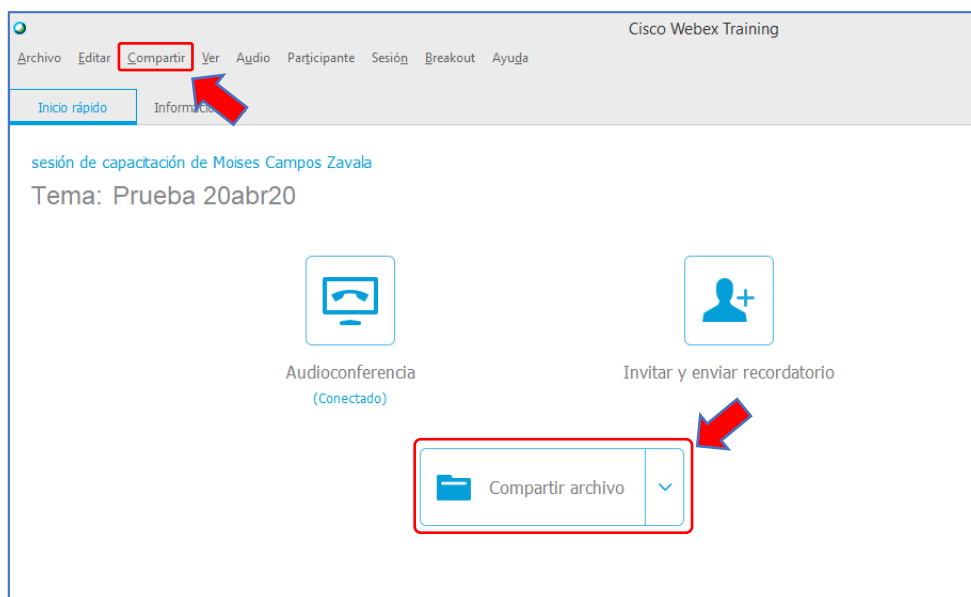 Cisco Webex Training
Archivo Editar Compartir Ver Audio Participante Sesión Breakout Ayuda
Inicio rápido
sesión de capacitación de Moises Campos Zavala
Tema: Prueba 20abr20
Audioconferencia Invitar y enviar recordatorio
(Conectado)
Compartir archivo